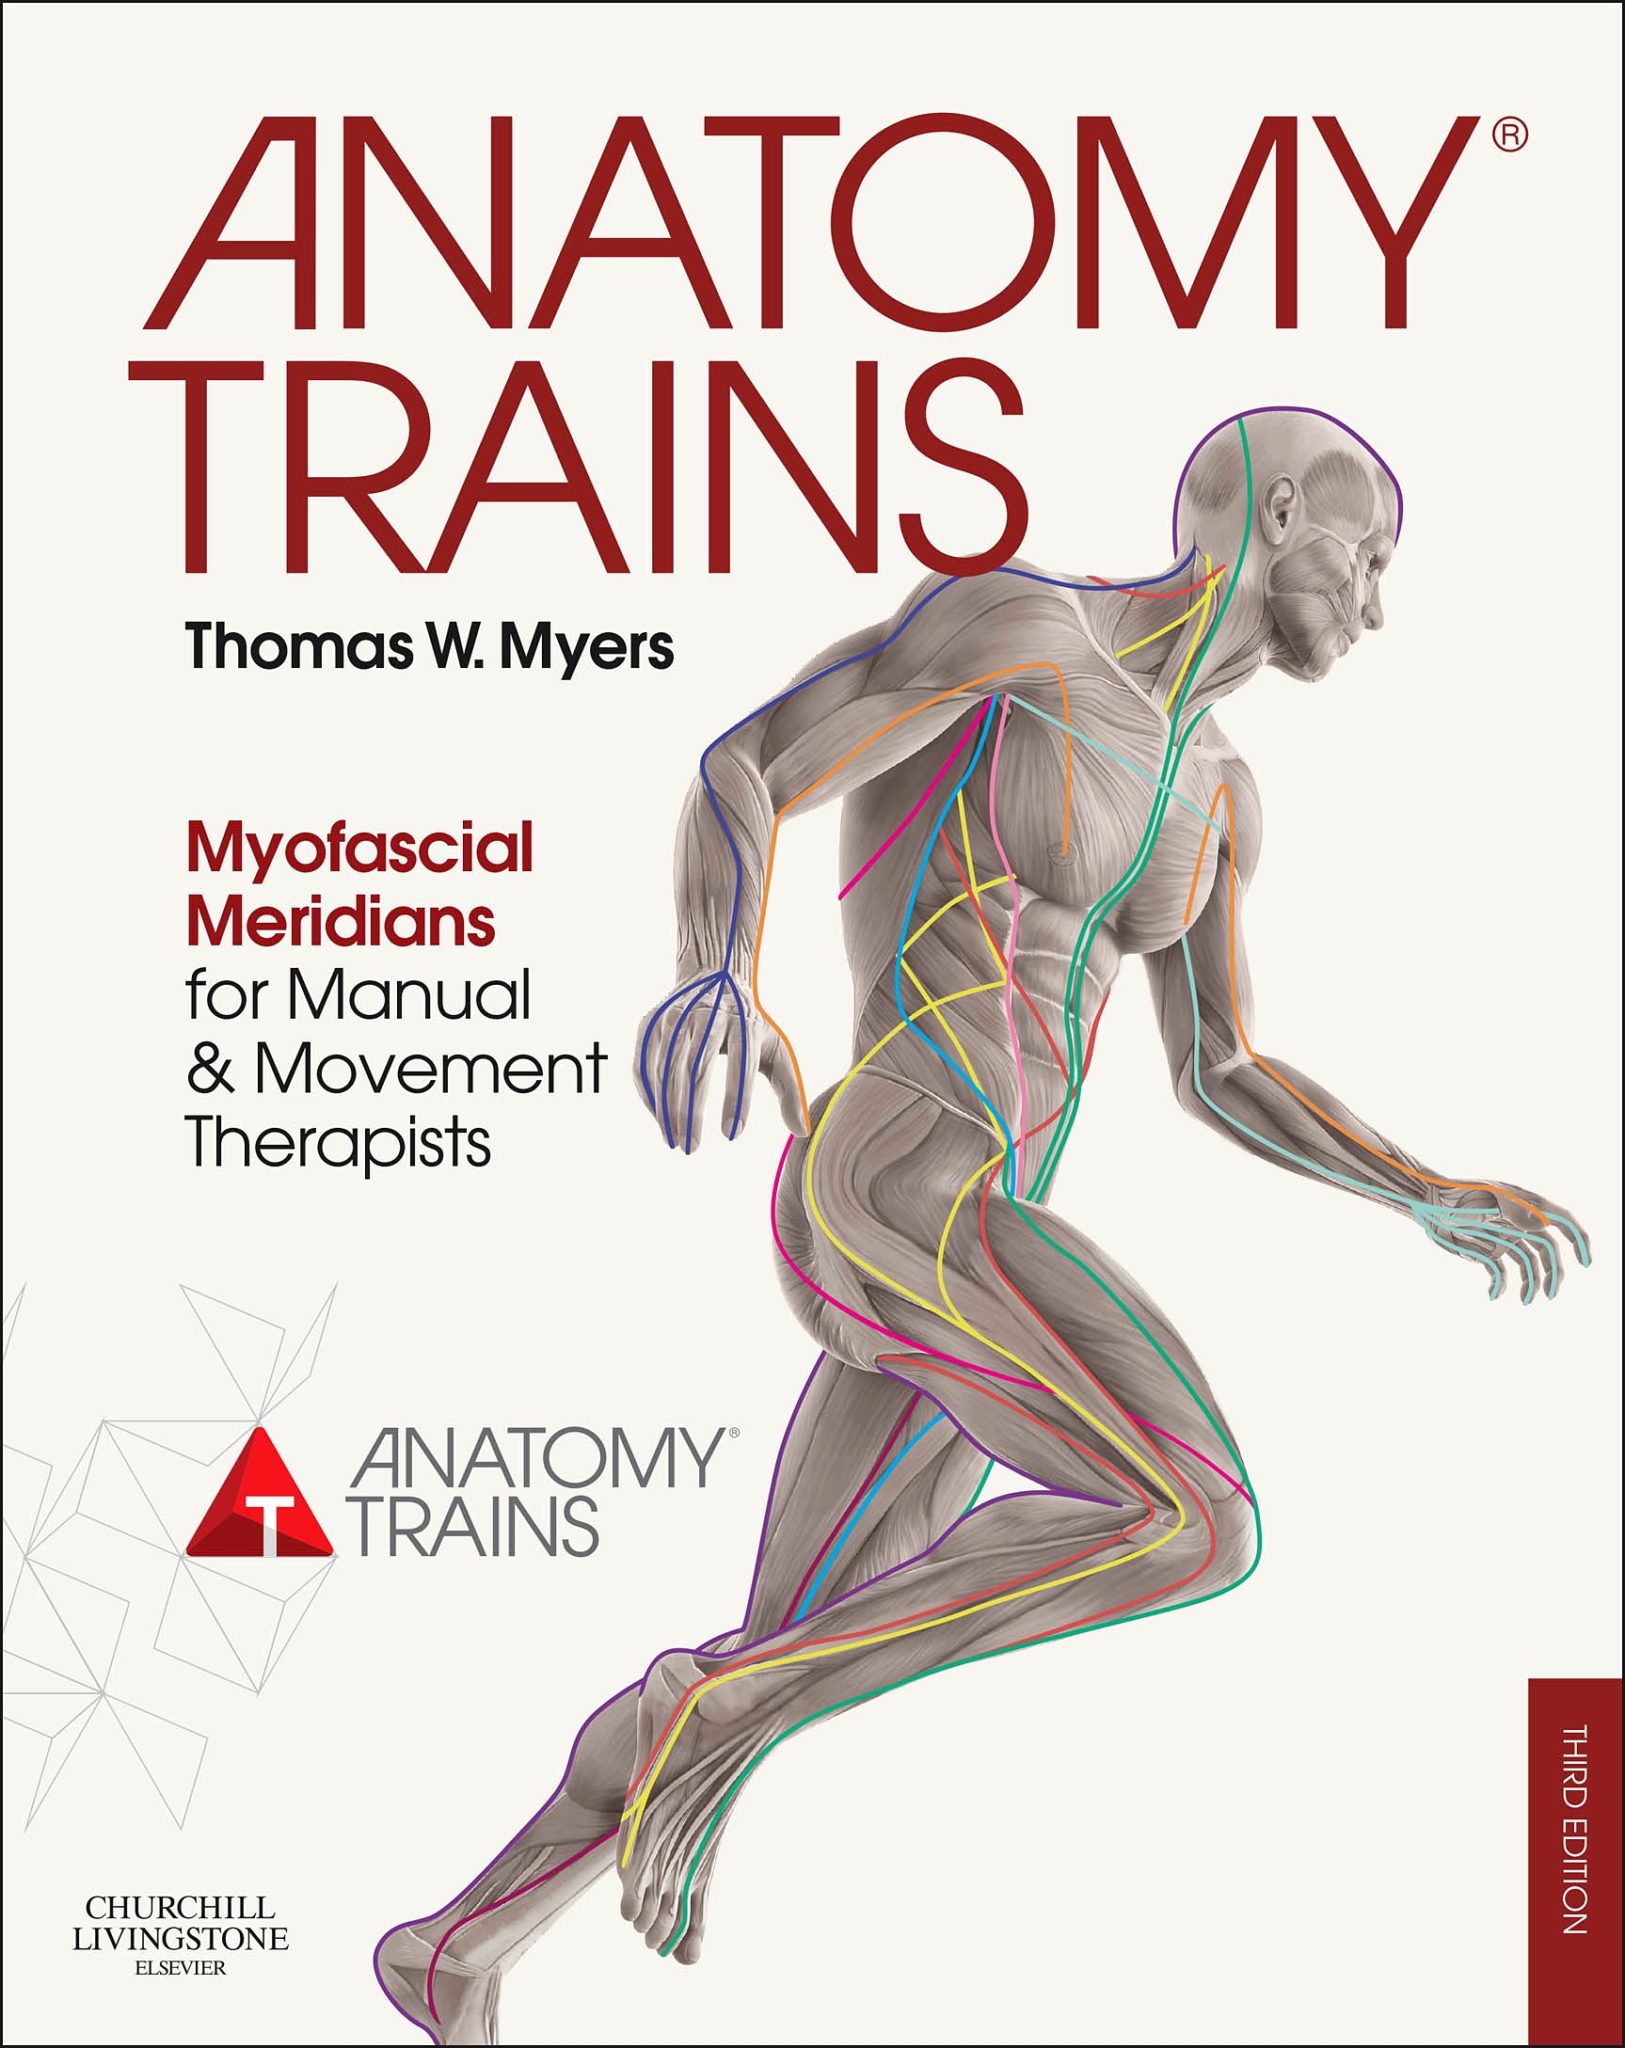 ANATOMY®
TRAINS
Thomas W. Myers
Myofascial
Meridians
for Manual
& Movement
Therapists
T
ANATOMY®
TRAINS
CHURCHILL
LIVINGSTONE
ELSEVIER
THIRD EDITION